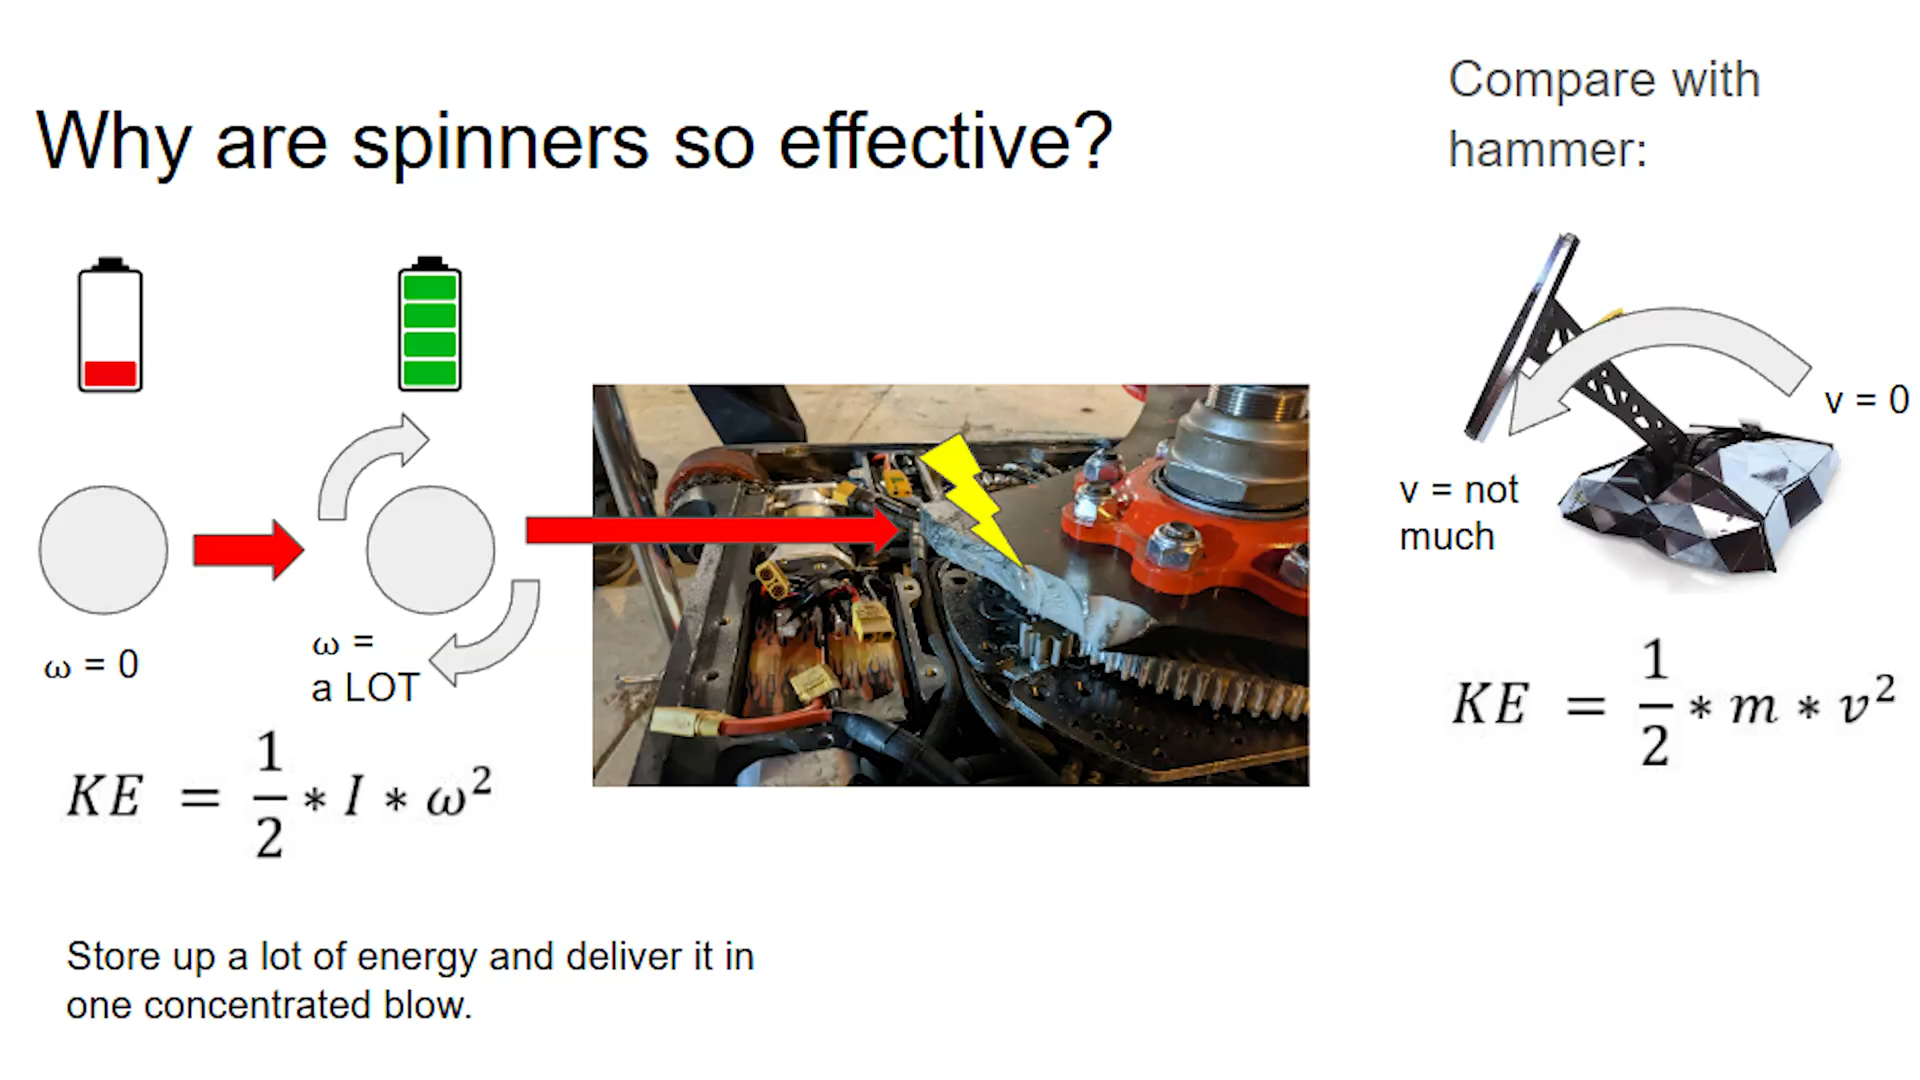 Why are spinners so effective?
Compare with
hammer:
ω = 0
ω =
a LOT
KE = 1/2 * I * ω²
Store up a lot of energy and deliver it in
one concentrated blow.
v = 0
v = not
much
KE = 1/2 * m * v²